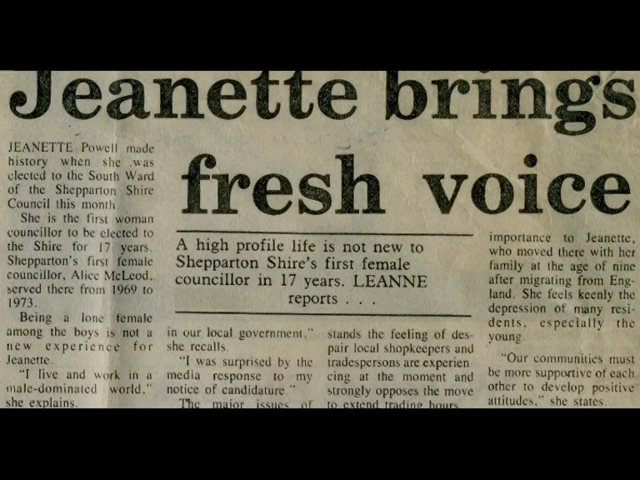 Jeanette brings
fresh voice
JEANETTE Powell made
history when she was
elected to the South Ward
of the Shepparton Shire
Council this month.
She is the first woman
councillor to be elected to
the Shire for 17 years.
Shepparton's first female
councillor, Alice McLeod,
served there from 1969 to
1973.
Being a lone female
among the boys is not a
new experience for
Jeanette.
"I live and work in a
male-dominated world,"
she explains.
A high profile life is not new to
Shepparton Shire's first female
councillor in 17 years. LEANNE
reports . . .
in our local government,"
she recalls.
"I was surprised by the
media response to my
notice of candidature."
The major issues of
stands the feeling of des-
pair local shopkeepers and
tradespersons are experien
cing at the moment and
strongly opposes the move
to extend trading hours.
importance to Jeanette,
who moved there with her
family at the age of nine
after migrating from Eng-
land. She feels keenly the
depression of many resi-
dents, especially the
young.
"Our communities must
be more supportive of each
other to develop positive
attitudes," she states.